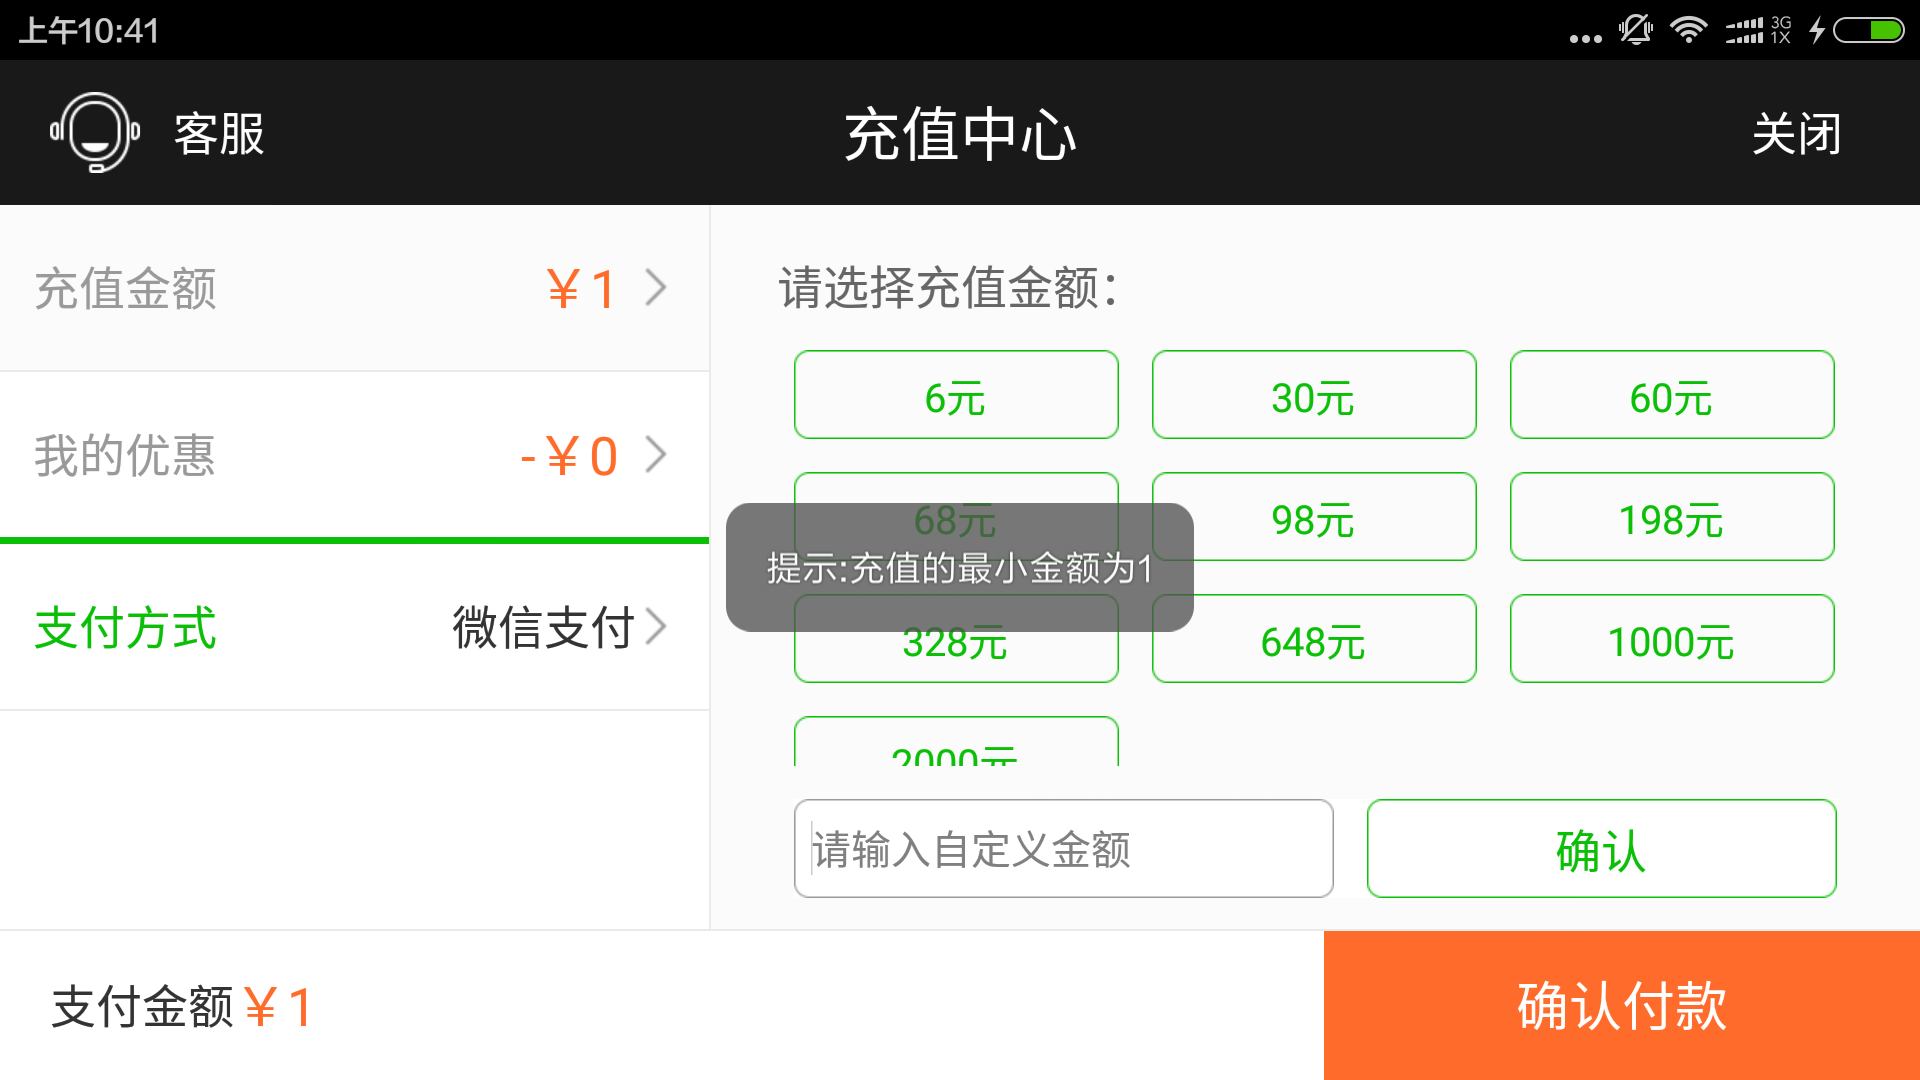 上午10:41
3G
1X
客服
充值中心
关闭
充值金额
￥1
我的优惠
-￥0
支付方式
微信支付
请选择充值金额：
6元
30元
60元
68元
98元
198元
提示:充值的最小金额为1
328元
648元
1000元
2000元
请输入自定义金额
确认
支付金额￥1
确认付款